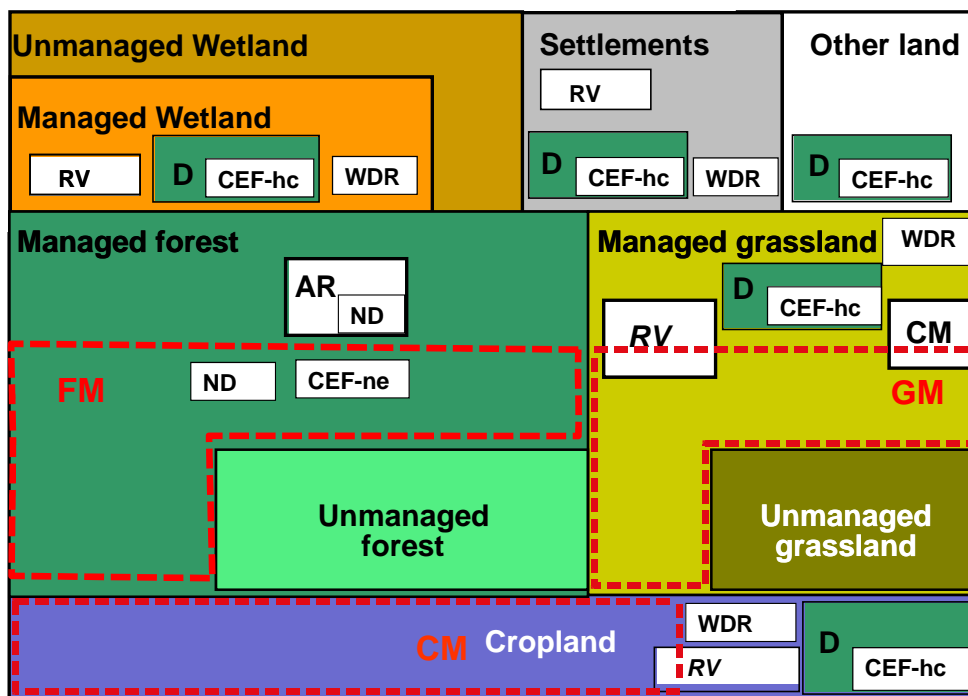 Unmanaged Wetland
Settlements
Other land
RV
Managed Wetland
RV
D
CEF-hc
WDR
D
CEF-hc
WDR
D
CEF-hc
Managed forest
Managed grassland
WDR
AR
ND
D
CEF-hc
RV
CM
FM
ND
CEF-ne
GM
Unmanaged
forest
Unmanaged
grassland
CM
Cropland
WDR
RV
D
CEF-hc